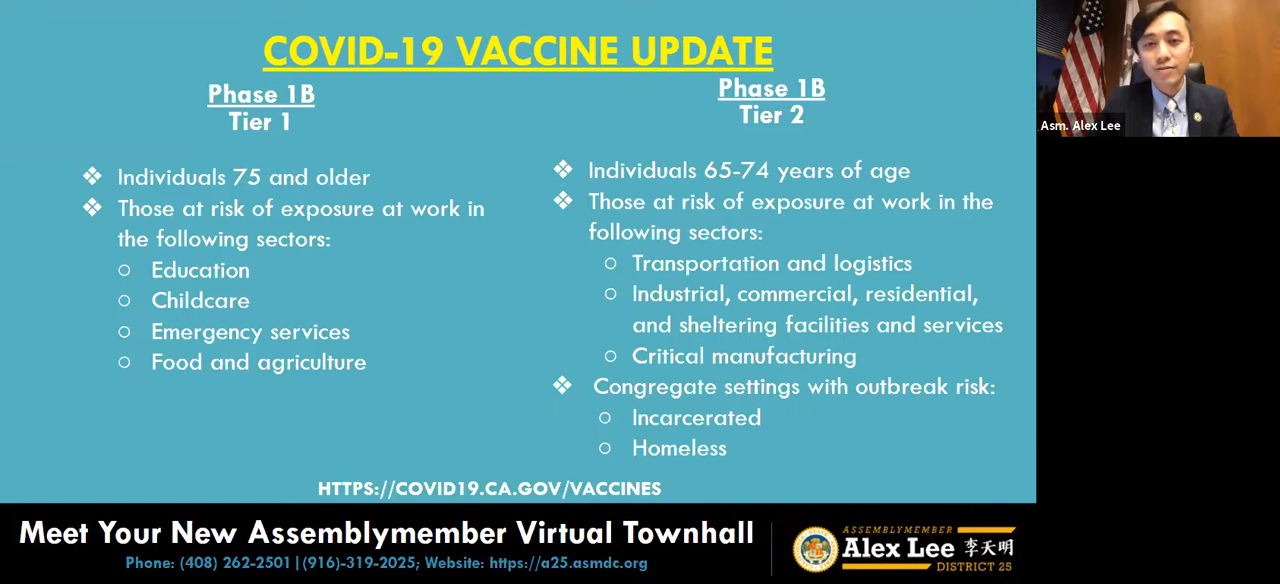 COVID-19 VACCINE UPDATE
Phase 1B
Tier 1
❖ Individuals 75 and older
❖ Those at risk of exposure at work in
the following sectors:
○ Education
○ Childcare
○ Emergency services
○ Food and agriculture
Phase 1B
Tier 2
❖ Individuals 65-74 years of age
❖ Those at risk of exposure at work in the
following sectors:
○ Transportation and logistics
○ Industrial, commercial, residential,
and sheltering facilities and services
○ Critical manufacturing
❖ Congregate settings with outbreak risk:
○ Incarcerated
○ Homeless
HTTPS://COVID19.CA.GOV/VACCINES
Asm. Alex Lee
Meet Your New Assemblymember Virtual Townhall
Phone: (408) 262-2501|(916)-319-2025; Website: https://a25.asmdc.org
ASSEMBLYMEMBER
Alex Lee 李天明
DISTRICT 25